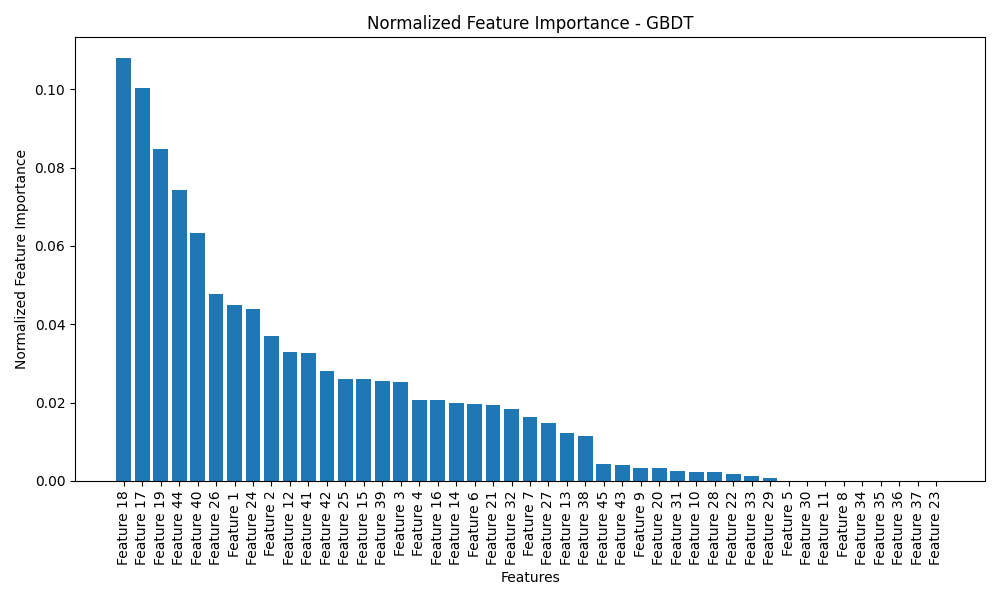 Normalized Feature Importance - GBDT
Normalized Feature Importance
0.10
0.08
0.06
0.04
0.02
0.00
Feature 18
Feature 17
Feature 19
Feature 44
Feature 40
Feature 26
Feature 1
Feature 24
Feature 2
Feature 12
Feature 41
Feature 42
Feature 25
Feature 15
Feature 39
Feature 3
Feature 4
Feature 16
Feature 14
Feature 6
Feature 21
Feature 32
Feature 7
Feature 27
Feature 13
Feature 38
Feature 45
Feature 43
Feature 9
Feature 20
Feature 31
Feature 10
Feature 28
Feature 22
Feature 33
Feature 29
Feature 5
Feature 30
Feature 11
Feature 8
Feature 34
Feature 35
Feature 36
Feature 37
Feature 23
Features